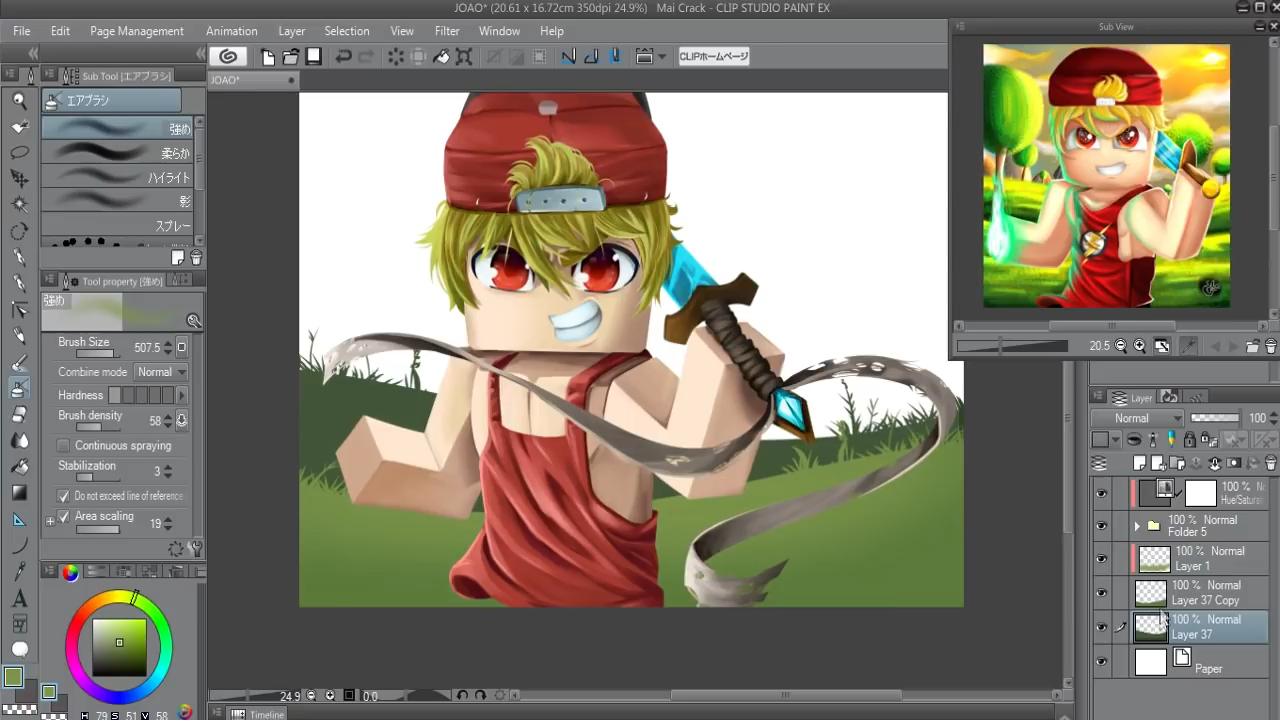 JOAO* (20.61 x 16.72cm 350dpi 24.9%) Mai Crack - CLIP STUDIO PAINT EX
File Edit Page Management Animation Layer Selection View Filter Window Help
Sub View
CLIPホームページ
Sub Tool [エアブラシ]
JOAO*
エアブラシ
強め
柔らか
ハイライト
影
スプレー
Tool property [強め]
強め
Brush Size 507.5
Combine mode Normal
Hardness
Brush density 58
Continuous spraying
Stabilization 3
Do not exceed line of reference
Area scaling 19
20.5
Layer
Normal 100
100 %
Hue/Satura
100 % Normal
Folder 5
100 % Normal
Layer 1
100 % Normal
Layer 37 Copy
100 % Normal
Layer 37
Paper
24.9 0.0
H 79 S 51 V 58
Timeline